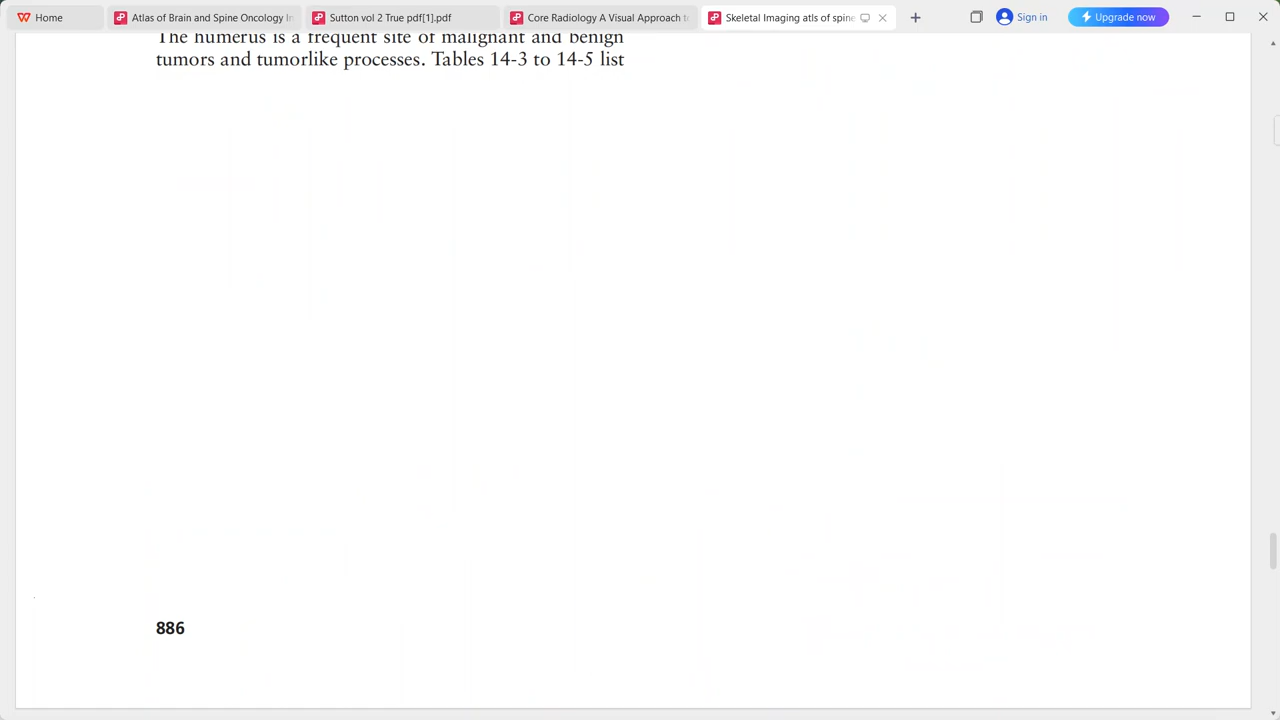 Home
Atlas of Brain and Spine Oncology In
Sutton vol 2 True pdf[1].pdf
Core Radiology A Visual Approach to
Skeletal Imaging atls of spine
Sign in
Upgrade now
The humerus is a frequent site of malignant and benign
tumors and tumorlike processes. Tables 14-3 to 14-5 list
886